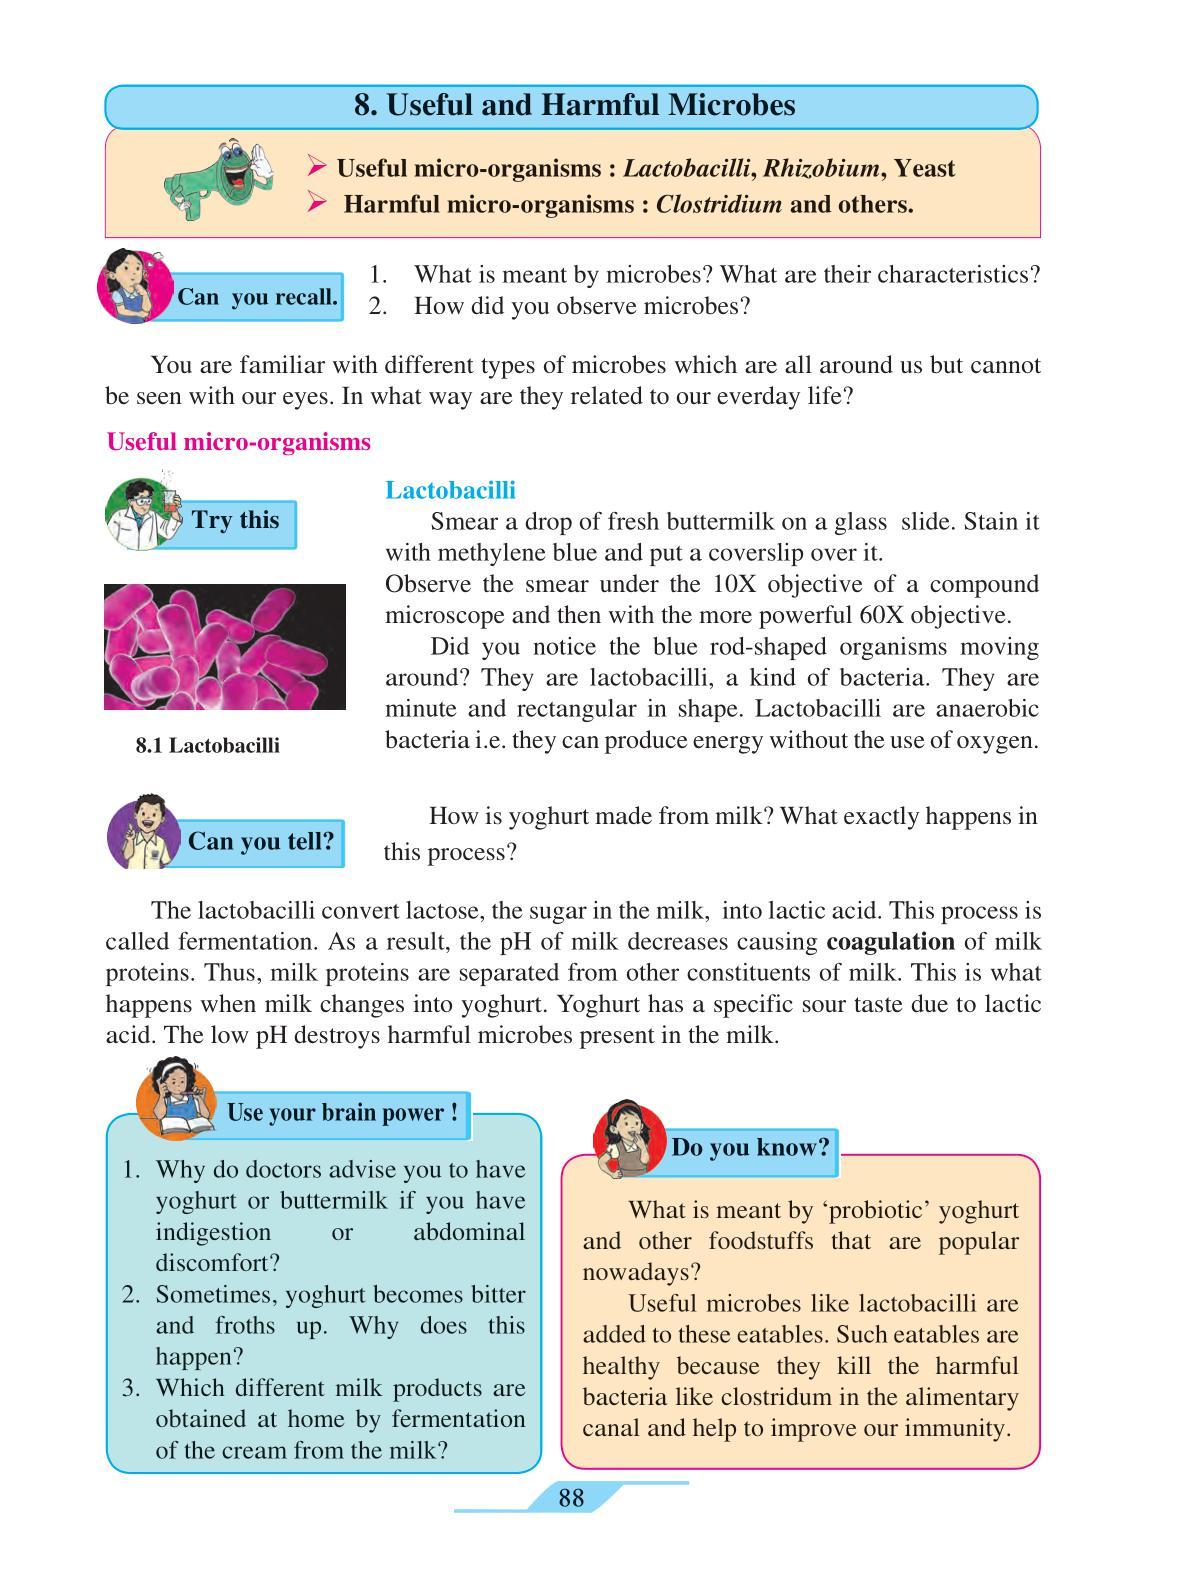 8. Useful and Harmful Microbes
➢ Useful micro-organisms : Lactobacilli, Rhizobium, Yeast
➢ Harmful micro-organisms : Clostridium and others.
Can you recall.
1. What is meant by microbes? What are their characteristics?
2. How did you observe microbes?
You are familiar with different types of microbes which are all around us but cannot
be seen with our eyes. In what way are they related to our everday life?
Useful micro-organisms
Try this
Lactobacilli
Smear a drop of fresh buttermilk on a glass slide. Stain it
with methylene blue and put a coverslip over it.
Observe the smear under the 10X objective of a compound
microscope and then with the more powerful 60X objective.
Did you notice the blue rod-shaped organisms moving
around? They are lactobacilli, a kind of bacteria. They are
minute and rectangular in shape. Lactobacilli are anaerobic
bacteria i.e. they can produce energy without the use of oxygen.
8.1 Lactobacilli
Can you tell?
How is yoghurt made from milk? What exactly happens in
this process?
The lactobacilli convert lactose, the sugar in the milk, into lactic acid. This process is
called fermentation. As a result, the pH of milk decreases causing coagulation of milk
proteins. Thus, milk proteins are separated from other constituents of milk. This is what
happens when milk changes into yoghurt. Yoghurt has a specific sour taste due to lactic
acid. The low pH destroys harmful microbes present in the milk.
Use your brain power !
1. Why do doctors advise you to have
yoghurt or buttermilk if you have
indigestion or abdominal
discomfort?
2. Sometimes, yoghurt becomes bitter
and froths up. Why does this
happen?
3. Which different milk products are
obtained at home by fermentation
of the cream from the milk?
Do you know?
What is meant by ‘probiotic’ yoghurt
and other foodstuffs that are popular
nowadays?
Useful microbes like lactobacilli are
added to these eatables. Such eatables are
healthy because they kill the harmful
bacteria like clostridum in the alimentary
canal and help to improve our immunity.
88